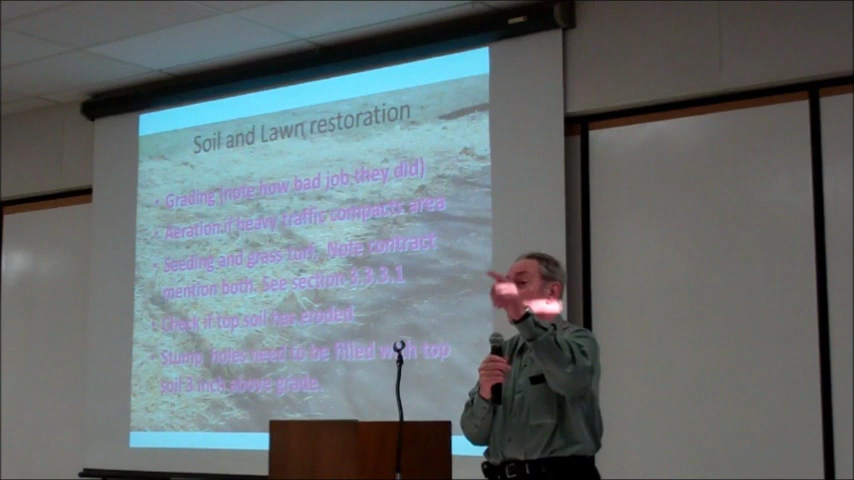 Soil and Lawn restoration
• Grading (note how bad job they did)
• Aeration if heavy traffic compacts area
• Seeding and grass turf. Note contract
mention both. See section 3.3.3.1
• Check if top soil has eroded
• Stump holes need to be filled with top
soil 3 inch above grade.